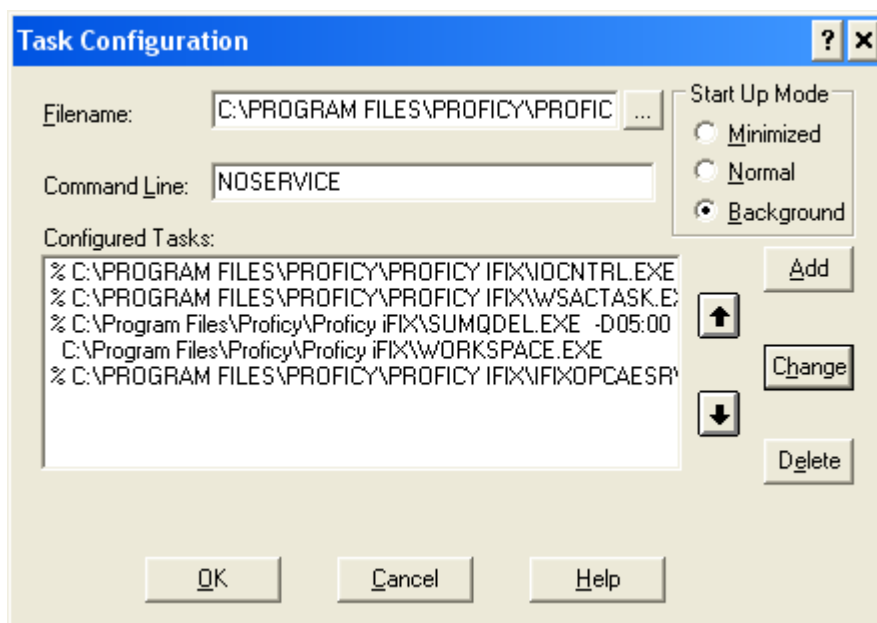 Task Configuration
Filename:
C:\PROGRAM FILES\PROFICY\PROFIC
...
Start Up Mode
Minimized
Normal
Background
Command Line:
NOSERVICE
Configured Tasks:
% C:\PROGRAM FILES\PROFICY\PROFICY IFIX\IOCNTRL.EXE
% C:\PROGRAM FILES\PROFICY\PROFICY IFIX\WSACTASK.EX
% C:\Program Files\Proficy\Proficy iFIX\SUMQDEL.EXE -D05:00
C:\Program Files\Proficy\Proficy iFIX\WORKSPACE.EXE
% C:\PROGRAM FILES\PROFICY\PROFICY IFIX\IFIXOPCAESR\
Add
Change
Delete
OK
Cancel
Help